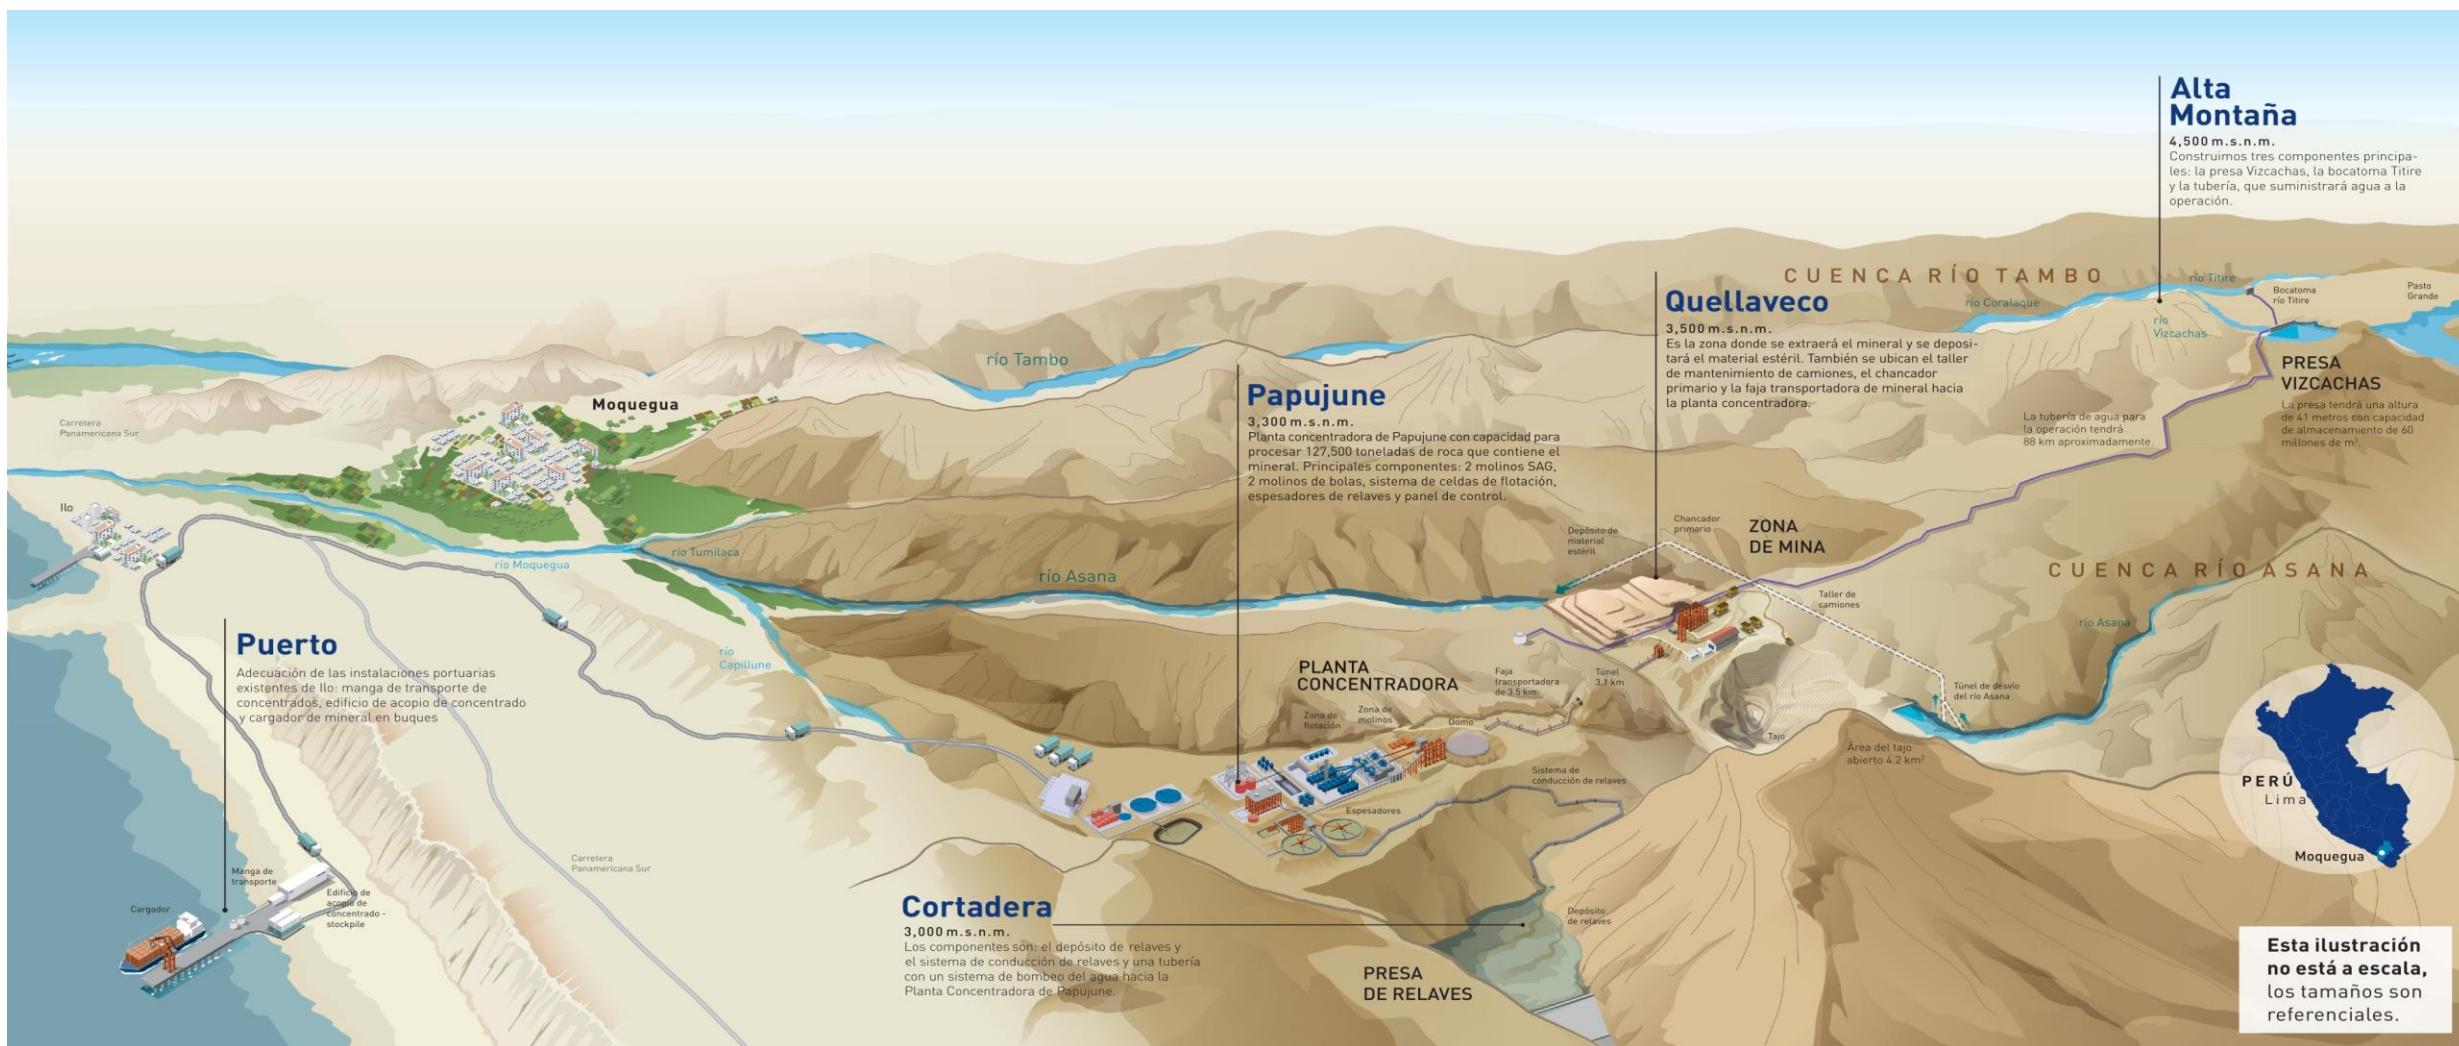 Alta
Montaña
4,500 m.s.n.m.
Construimos tres componentes principa-
les: la presa Vizcachas, la bocatoma Titire
y la tubería, que suministrará agua a la
operación.
CUENCA RÍO TAMBO
río Titire
Bocatoma
río Titire
Pasto
Grande
río Coralaque
río
Vizcachas
Quellaveco
3,500 m.s.n.m.
Es la zona donde se extraerá el mineral y se deposi-
tará el material estéril. También se ubican el taller
de mantenimiento de camiones, el chancador
primario y la faja transportadora de mineral hacia
la planta concentradora.
PRESA
VIZCACHAS
La presa tendrá una altura
de 41 metros con capacidad
de almacenamiento de 60
millones de m³.
La tubería de agua para
la operación tendrá
88 km aproximadamente.
río Tambo
Papujune
3,300 m.s.n.m.
Planta concentradora de Papujune con capacidad para
procesar 127,500 toneladas de roca que contiene el
mineral. Principales componentes: 2 molinos SAG,
2 molinos de bolas, sistema de celdas de flotación,
espesadores de relaves y panel de control.
Moquegua
Carretera
Panamericana Sur
Ilo
río Tumilaca
río Moquegua
río Asana
Depósito de
material
estéril
Chancador
primario
ZONA
DE MINA
CUENCA RÍO ASANA
Taller de
camiones
río Asana
Puerto
Adecuación de las instalaciones portuarias
existentes de Ilo: manga de transporte de
concentrados, edificio de acopio de concentrado
y cargador de mineral en buques
río
Capillune
PLANTA
CONCENTRADORA
Faja
transportadora
de 3.5 km
Túnel
3.1 km
Zona de
flotación
Zona de
molinos
Domo
Túnel de desvío
del río Asana
Tajo
Área del tajo
abierto 4.2 km²
Sistema de
conducción de relaves
Espesadores
PERÚ
Lima
Moquegua
Carretera
Panamericana Sur
Manga de
transporte
Cargador
Edificio de
acopio de
concentrado -
stockpile
Cortadera
3,000 m.s.n.m.
Los componentes son: el depósito de relaves y
el sistema de conducción de relaves y una tubería
con un sistema de bombeo del agua hacia la
Planta Concentradora de Papujune.
Depósito
de relaves
PRESA
DE RELAVES
Esta ilustración
no está a escala,
los tamaños son
referenciales.